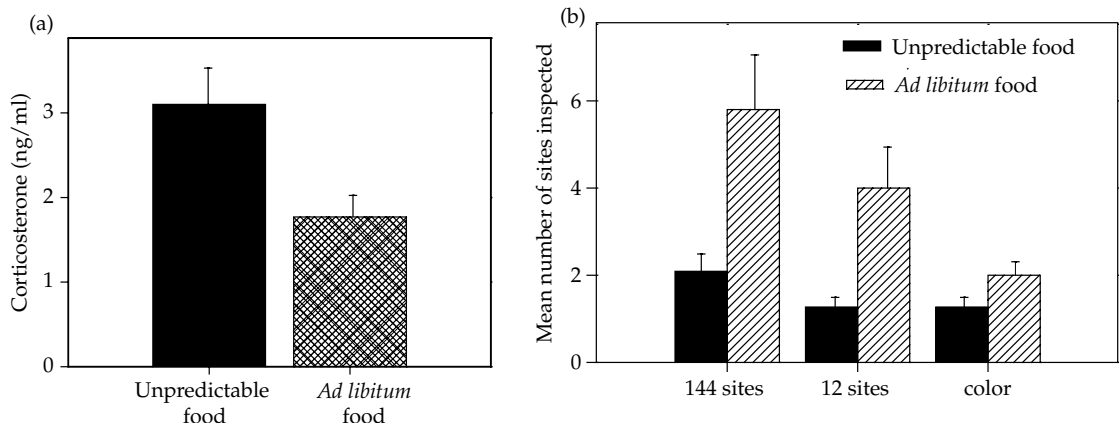 (a)
Corticosterone (ng/ml)
3
2
1
0
Unpredictable
food
Ad libitum
food
(b)
Mean number of sites inspected
6
4
2
0
Unpredictable food
Ad libitum food
144 sites
12 sites
color